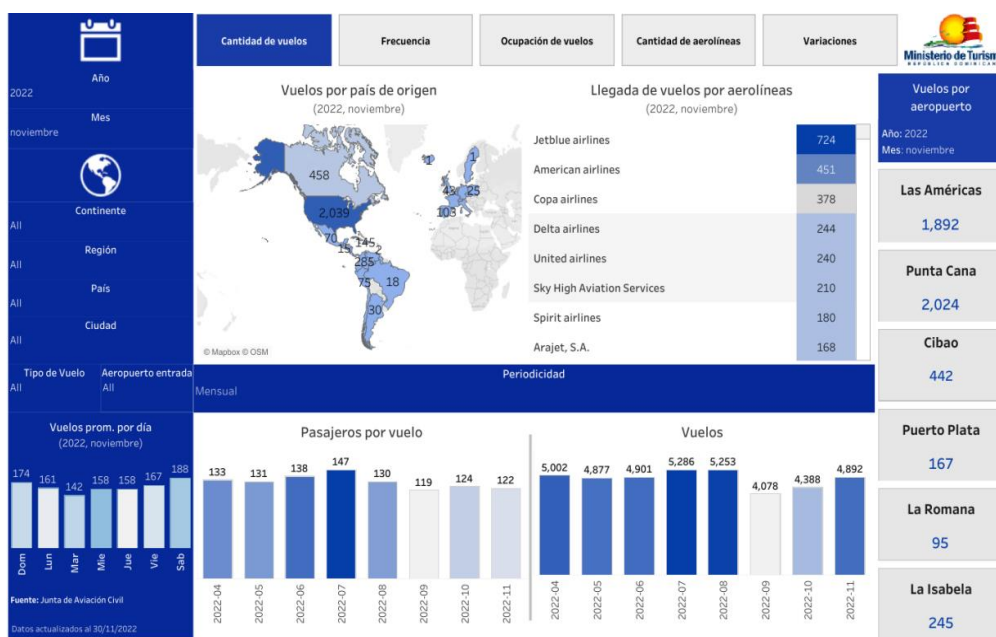 Año
2022
Mes
noviembre
Continente
All
Región
All
País
All
Ciudad
All
Tipo de Vuelo
All
Aeropuerto entrada
All
Vuelos prom. por día
(2022, noviembre)
174
161
142
158
158
167
188
Dom
Lun
Mar
Mie
Jue
Vie
Sab
Fuente: Junta de Aviación Civil
Datos actualizados al 30/11/2022
Cantidad de vuelos
Frecuencia
Ocupación de vuelos
Cantidad de aerolíneas
Variaciones
Vuelos por país de origen
(2022, noviembre)
458
1
1
43
25
2,039
103
70
145
15
2
285
75
18
30
© Mapbox © OSM
Llegada de vuelos por aerolíneas
(2022, noviembre)
Jetblue airlines 724
American airlines 451
Copa airlines 378
Delta airlines 244
United airlines 240
Sky High Aviation Services 210
Spirit airlines 180
Arajet, S.A. 168
Periodicidad
Mensual
Pasajeros por vuelo
133
131
138
147
130
119
124
122
2022-04
2022-05
2022-06
2022-07
2022-08
2022-09
2022-10
2022-11
Vuelos
5,002
4,877
4,901
5,286
5,253
4,078
4,388
4,892
2022-04
2022-05
2022-06
2022-07
2022-08
2022-09
2022-10
2022-11
Ministerio de Turism
REPÚBLICA DOMINICAN
Vuelos por
aeropuerto
Año: 2022
Mes: noviembre
Las Américas
1,892
Punta Cana
2,024
Cibao
442
Puerto Plata
167
La Romana
95
La Isabela
245